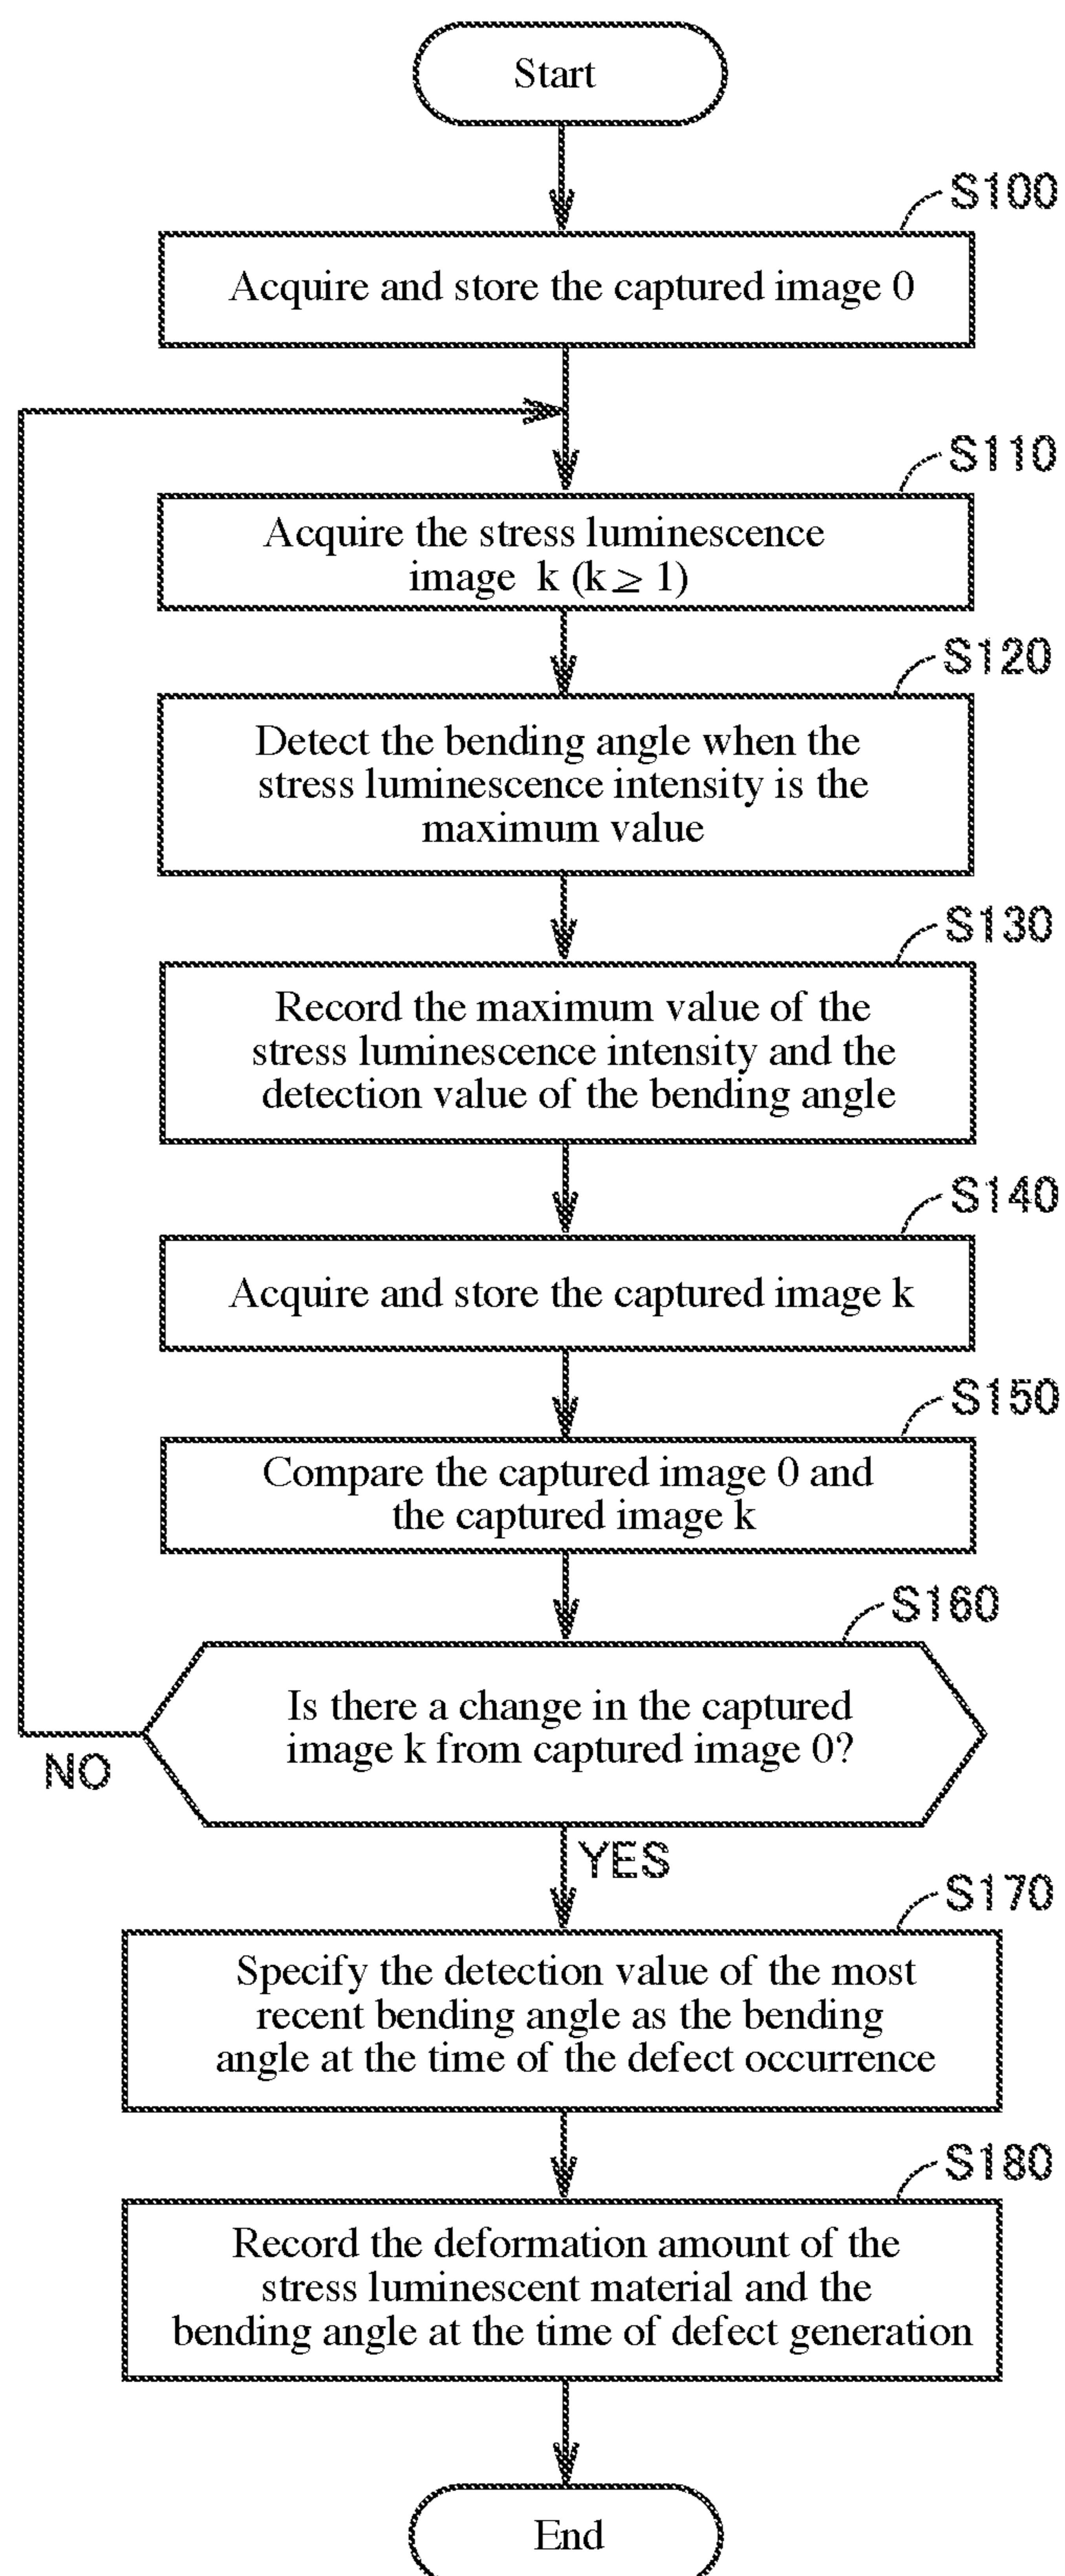 Start
S100
Acquire and store the captured image 0
S110
Acquire the stress luminescence
image k (k ≥ 1)
S120
Detect the bending angle when the
stress luminescence intensity is the
maximum value
S130
Record the maximum value of the
stress luminescence intensity and the
detection value of the bending angle
S140
Acquire and store the captured image k
S150
Compare the captured image 0 and
the captured image k
S160
Is there a change in the captured
image k from captured image 0?
NO
YES
S170
Specify the detection value of the most
recent bending angle as the bending
angle at the time of the defect occurrence
S180
Record the deformation amount of the
stress luminescent material and the
bending angle at the time of defect generation
End